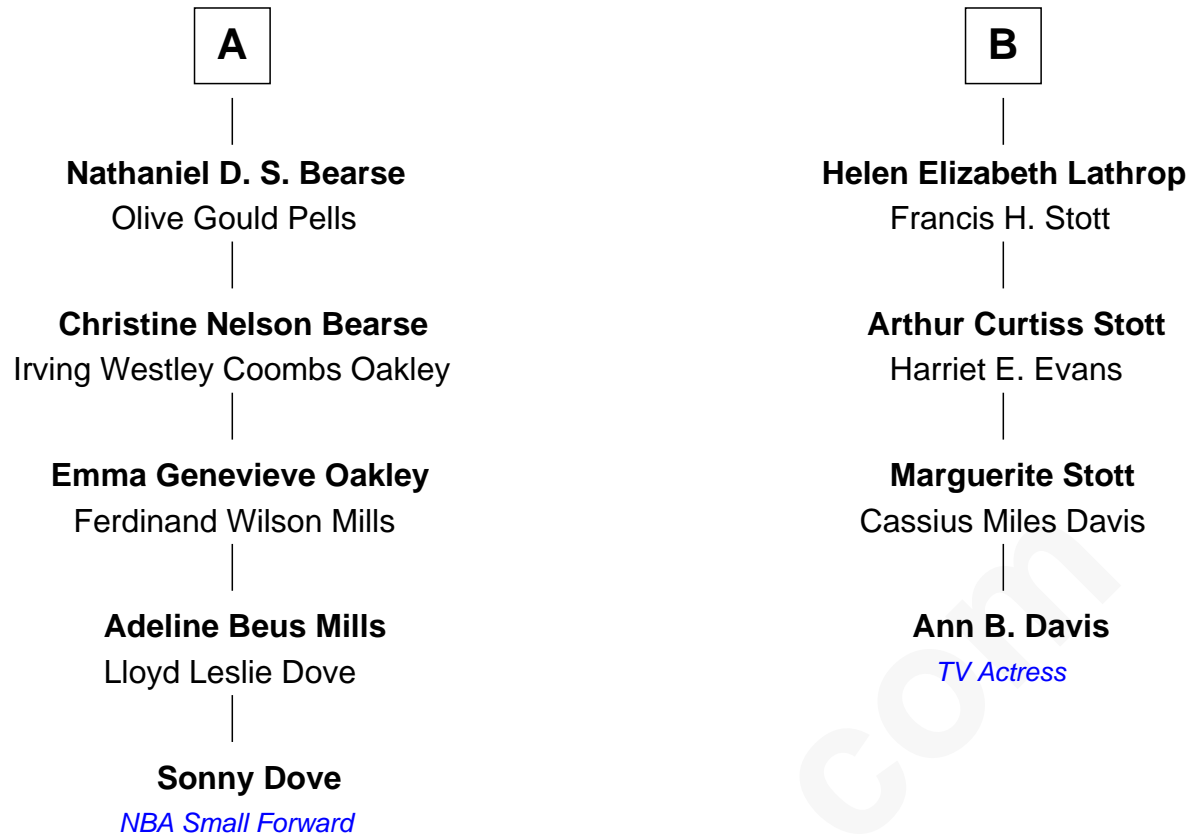 A
Nathaniel D. S. Bearse
Olive Gould Pells
Christine Nelson Bearse
Irving Westley Coombs Oakley
Emma Genevieve Oakley
Ferdinand Wilson Mills
Adeline Beus Mills
Lloyd Leslie Dove
Sonny Dove
NBA Small Forward
B
Helen Elizabeth Lathrop
Francis H. Stott
Arthur Curtiss Stott
Harriet E. Evans
Marguerite Stott
Cassius Miles Davis
Ann B. Davis
TV Actress
com